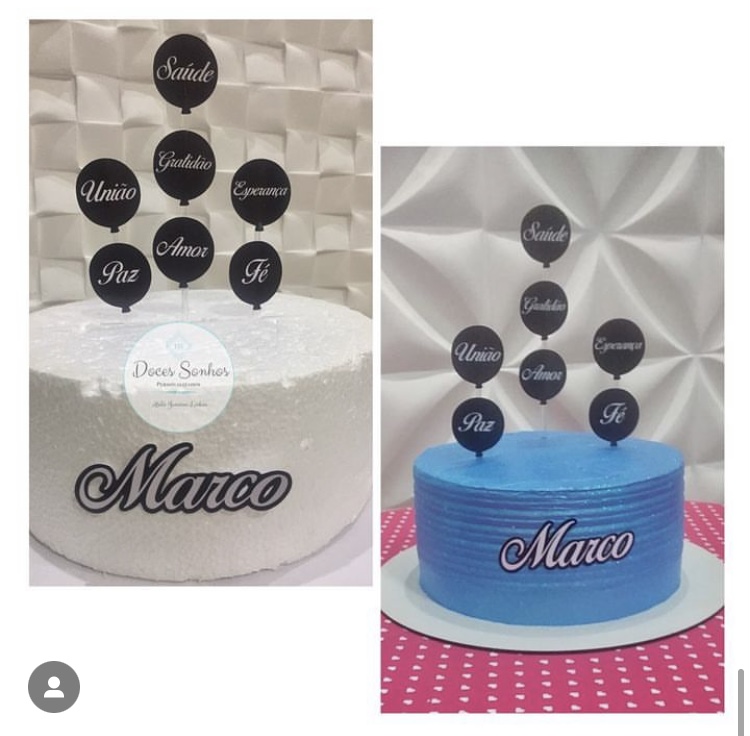 Saúde
Gratidão
União
Esperança
Amor
Paz
Fé
Doces Sonhos
Marco
Saúde
Gratidão
União
Esperança
Amor
Paz
Fé
Marco